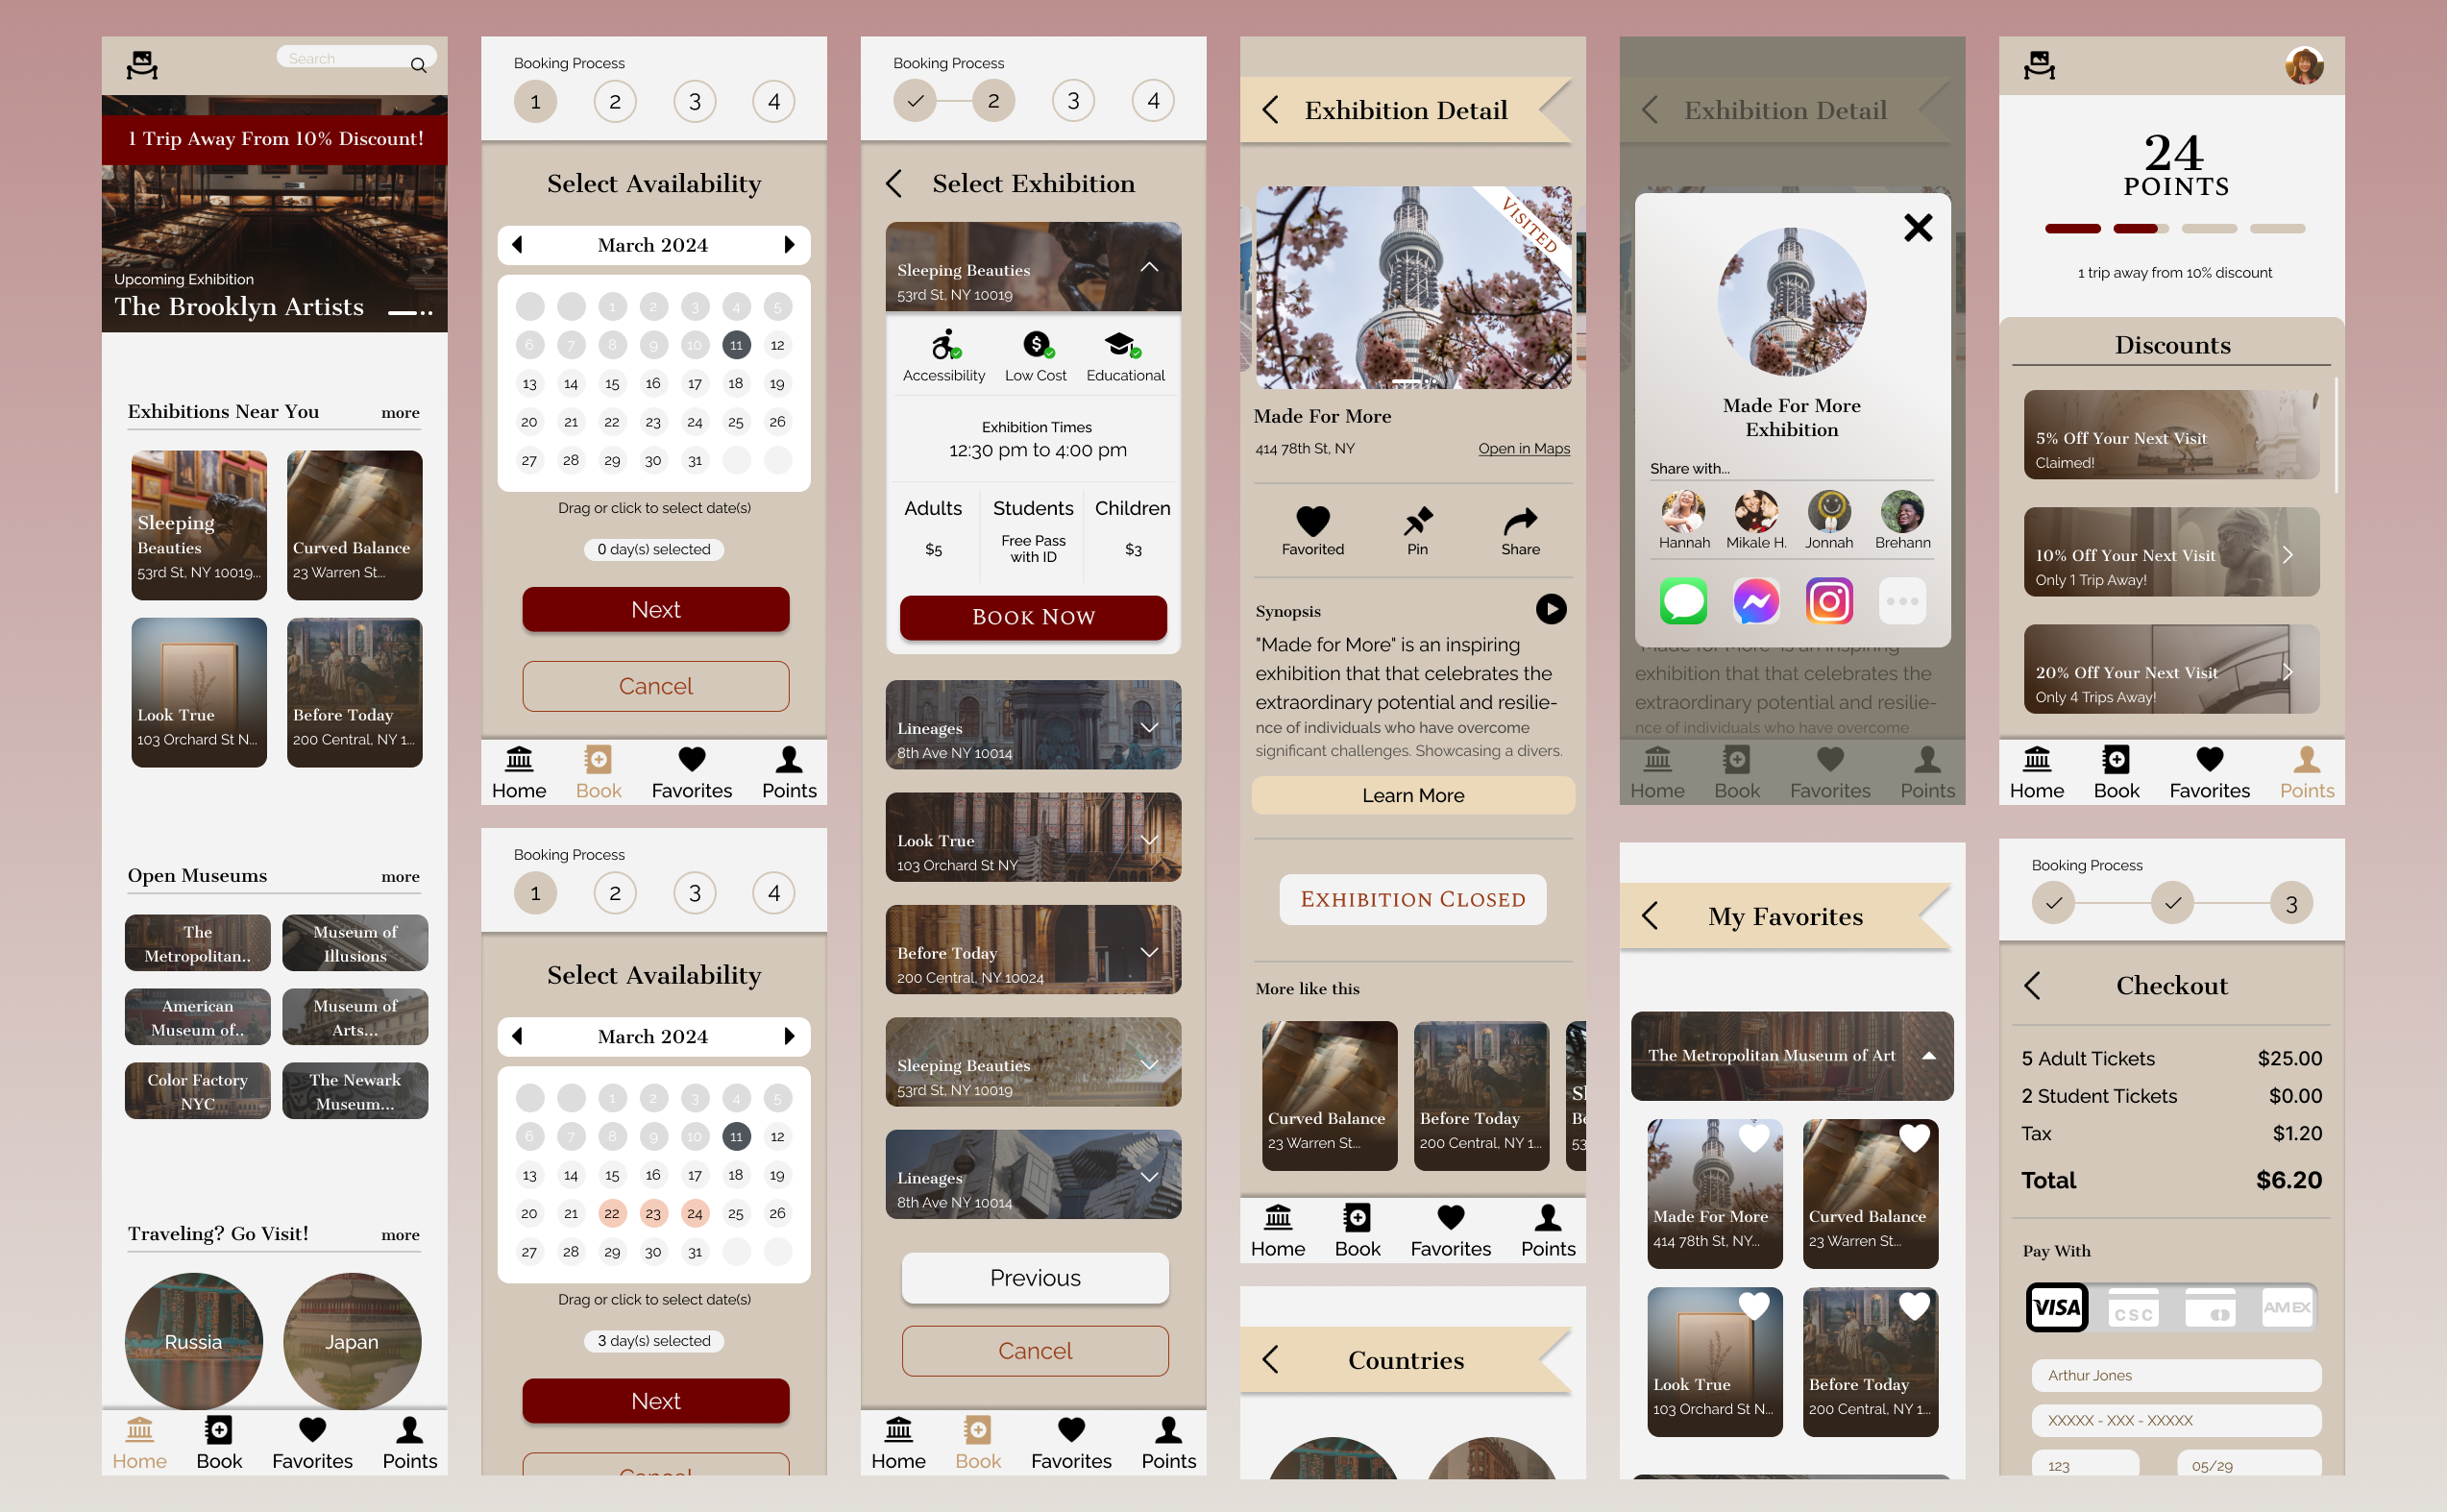 Search
1 Trip Away From 10% Discount!
Upcoming Exhibition
The Brooklyn Artists
Exhibitions Near You more
Sleeping
Beauties
53rd St, NY 10019...
Curved Balance
23 Warren St...
Look True
103 Orchard St N...
Before Today
200 Central, NY 1...
Open Museums more
The
Metropolitan..
Museum of
Illusions
American
Museum of..
Museum of
Arts...
Color Factory
NYC
The Newark
Museum...
Traveling? Go Visit! more
Russia
Japan
Home Book Favorites Points
Booking Process
1 2 3 4
Select Availability
March 2024
1 2 3 4 5
6 7 8 9 10 11 12
13 14 15 16 17 18 19
20 21 22 23 24 25 26
27 28 29 30 31
Drag or click to select date(s)
0 day(s) selected
Next
Cancel
Home Book Favorites Points
Booking Process
1 2 3 4
Select Availability
March 2024
1 2 3 4 5
6 7 8 9 10 11 12
13 14 15 16 17 18 19
20 21 22 23 24 25 26
27 28 29 30 31
Drag or click to select date(s)
3 day(s) selected
Next
Cancel
Booking Process
2 3 4
Select Exhibition
Sleeping Beauties
53rd St, NY 10019
Accessibility Low Cost Educational
Exhibition Times
12:30 pm to 4:00 pm
Adults Students Children
$5
Free Pass
with ID
$3
Book Now
Lineages
8th Ave NY 10014
Look True
103 Orchard St NY
Before Today
200 Central, NY 10024
Sleeping Beauties
53rd St, NY 10019
Lineages
8th Ave NY 10014
Previous
Cancel
Home Book Favorites Points
Exhibition Detail
VISITED
Made For More
414 78th St, NY Open in Maps
Favorited Pin Share
Synopsis
"Made for More" is an inspiring
exhibition that that celebrates the
extraordinary potential and resilie-
nce of individuals who have overcome
significant challenges. Showcasing a divers.
Learn More
Exhibition Closed
More like this
Curved Balance
23 Warren St...
Before Today
200 Central, NY 1...
Sl
Be
53
Home Book Favorites Points
Countries
Exhibition Detail
Made For More
Exhibition
Share with...
Hannah Mikale H. Jonnah Brehann
"Made for More" is an inspiring
exhibition that that celebrates the
extraordinary potential and resilie-
nce of individuals who have overcome
Home Book Favorites Points
My Favorites
The Metropolitan Museum of Art
Made For More
414 78th St, NY...
Curved Balance
23 Warren St...
Look True
103 Orchard St N...
Before Today
200 Central, NY 1...
24
POINTS
1 trip away from 10% discount
Discounts
5% Off Your Next Visit
Claimed!
10% Off Your Next Visit
Only 1 Trip Away!
20% Off Your Next Visit
Only 4 Trips Away!
Home Book Favorites Points
Booking Process
3
Checkout
5 Adult Tickets $25.00
2 Student Tickets $0.00
Tax $1.20
Total $6.20
Pay With
VISA CSC AMEX
Arthur Jones
XXXXX - XXX - XXXXX
123 05/29